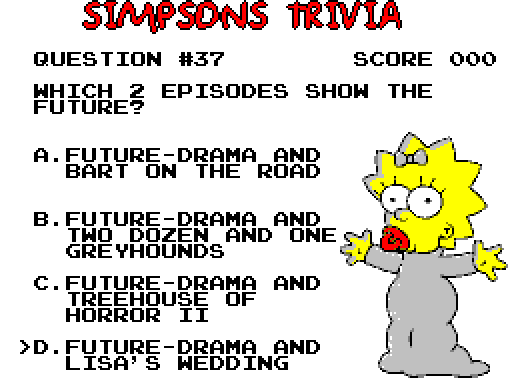 SIMPSONS TRIVIA
QUESTION #37 SCORE 000
WHICH 2 EPISODES SHOW THE
FUTURE?
A.FUTURE-DRAMA AND
BART ON THE ROAD
B.FUTURE-DRAMA AND
TWO DOZEN AND ONE
GREYHOUNDS
C.FUTURE-DRAMA AND
TREEHOUSE OF
HORROR II
>D.FUTURE-DRAMA AND
LISA'S WEDDING